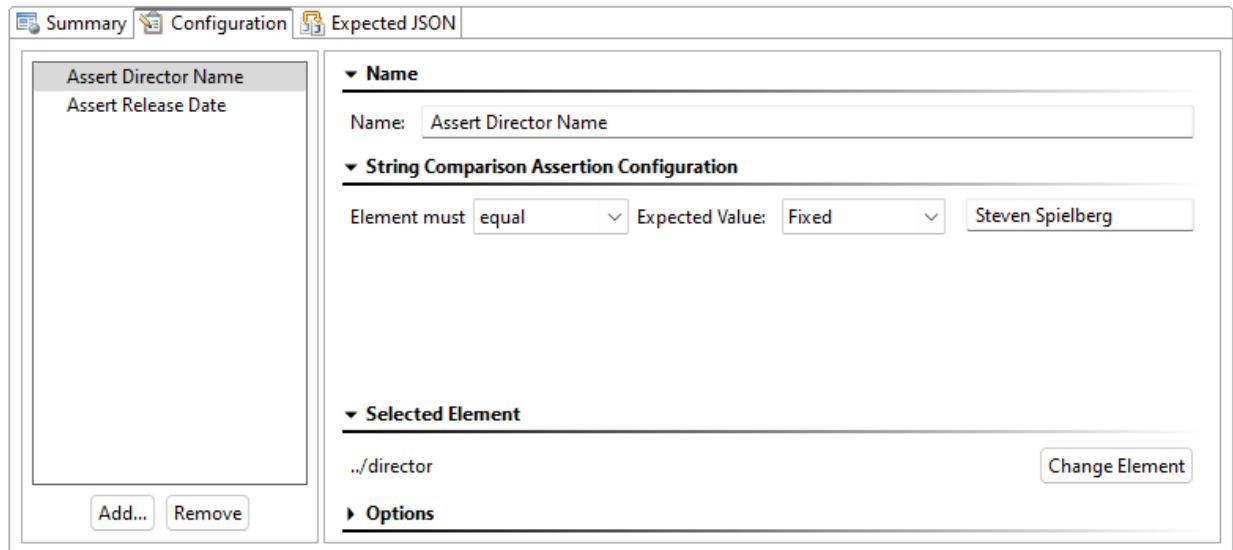 Summary Configuration Expected JSON
Assert Director Name
Assert Release Date
Add... Remove
Name
Name: Assert Director Name
String Comparison Assertion Configuration
Element must equal Expected Value: Fixed Steven Spielberg
Selected Element
../director Change Element
Options